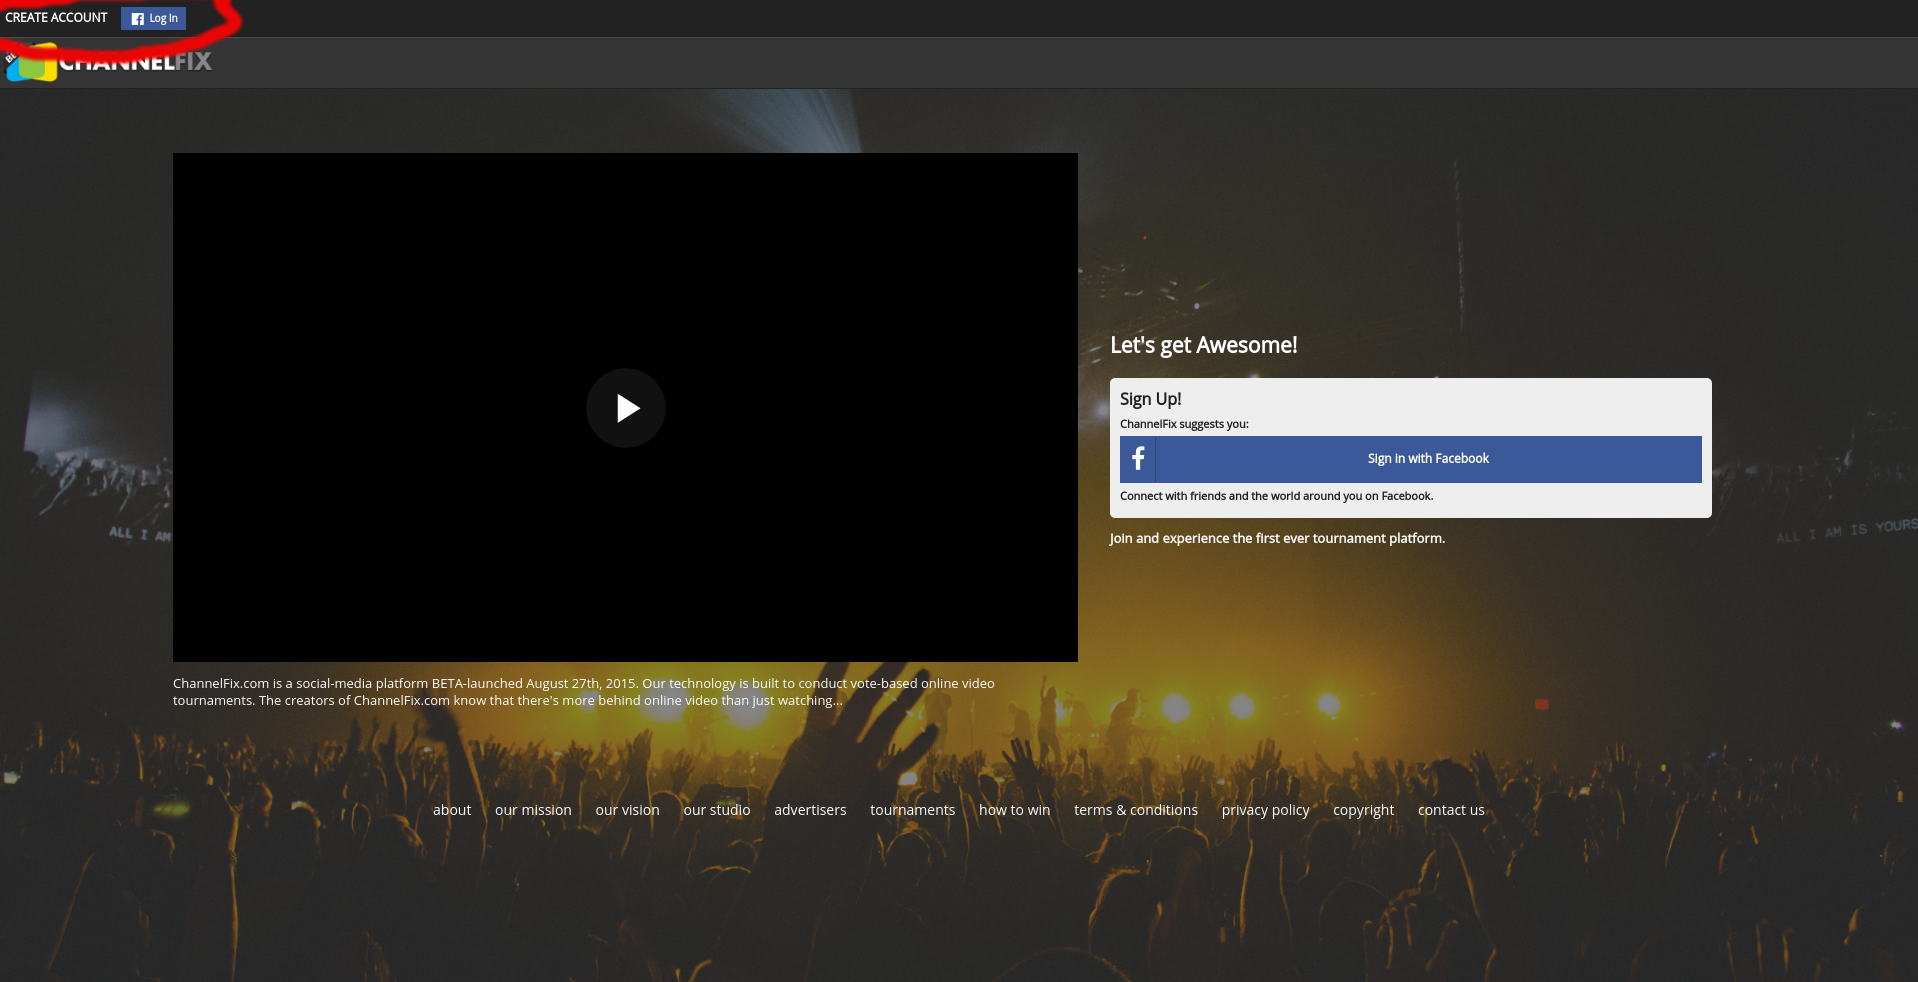 CREATE ACCOUNT
Log In
CHANNELFIX
Let's get Awesome!
Sign Up!
ChannelFix suggests you:
Sign in with Facebook
Connect with friends and the world around you on Facebook.
Join and experience the first ever tournament platform.
ALL I AM
ALL I AM IS YOURS
ChannelFix.com is a social-media platform BETA-launched August 27th, 2015. Our technology is built to conduct vote-based online video
tournaments. The creators of ChannelFix.com know that there's more behind online video than just watching...
about our mission our vision our studio advertisers tournaments how to win terms & conditions privacy policy copyright contact us